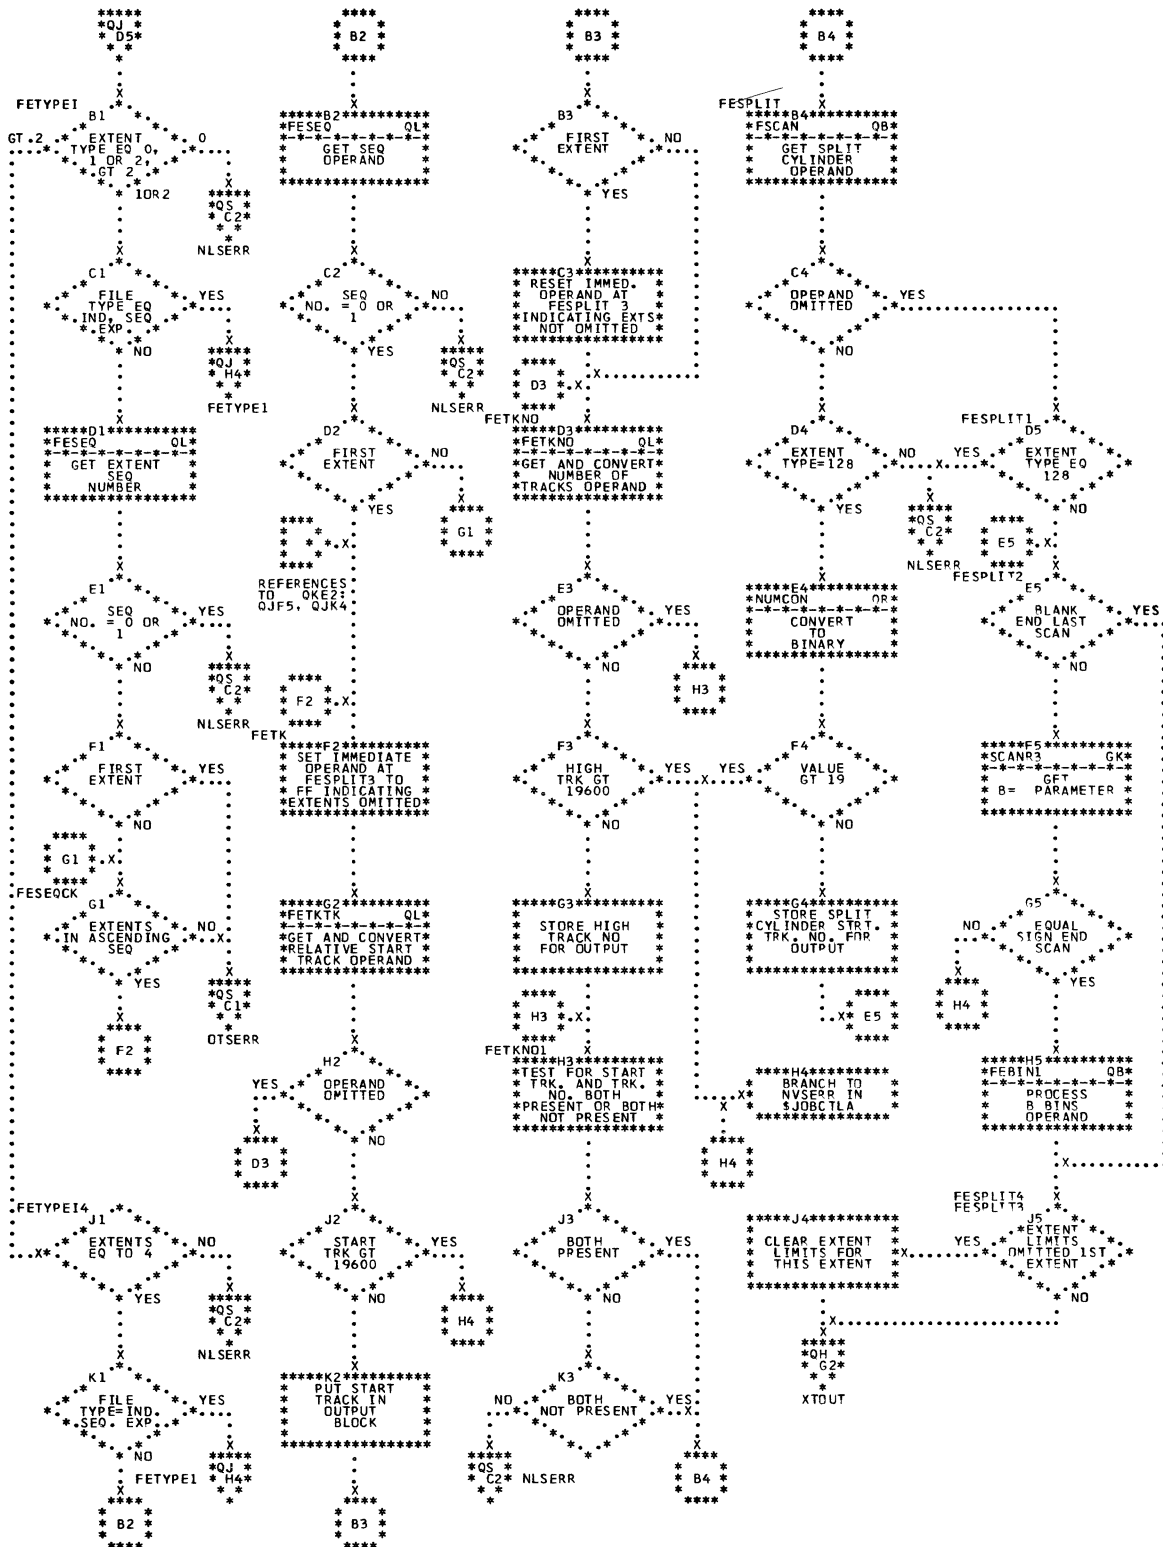 QJ
D5
FETYPEI
B1
EXTENT
TYPE EQ 0,
1 OR 2,
GT 2
GT.2
0
1OR2
QS
C2
NLSERR
C1
FILE
TYPE EQ
IND, SEQ
EXP
YES
NO
QJ
H4
FETYPE1
D1
FESEQ QL
GET EXTENT
SEQ
NUMBER
E1
SEQ
NO. = 0 OR
1
YES
NO
QS
C2
NLSERR
F1
FIRST
EXTENT
YES
NO
G1
FESEQCK
G1
EXTENTS
IN ASCENDING
SEQ
NO
YES
QS
C1
OTSERR
F2
FETYPEI4
J1
EXTENTS
EQ TO 4
NO
YES
QS
C2
NLSERR
K1
FILE
TYPE=IND.
SEQ. EXP.
YES
NO
FETYPE1
QJ
H4
B2
B2
B2
FESEQ QL
GET SEQ
OPERAND
C2
SEQ
NO. = 0 OR
1
NO
YES
QS
C2
NLSERR
D2
FIRST
EXTENT
NO
YES
G1
REFERENCES
TO QKE2:
QJF5, QJK4
F2
FETK
F2
SET IMMEDIATE
OPERAND AT
FESPLIT3 TO
FF INDICATING
EXTENTS OMITTED
G2
FETKTK QL
GET AND CONVERT
RELATIVE START
TRACK OPERAND
H2
OPERAND
OMITTED
YES
NO
D3
J2
START
TRK GT
19600
YES
NO
H4
K2
PUT START
TRACK IN
OUTPUT
BLOCK
B3
B3
B3
FIRST
EXTENT
NO
YES
C3
RESET IMMED.
OPERAND AT
FESPLIT 3
INDICATING EXTS
NOT OMITTED
D3
FETKNO
D3
FETKNO QL
GET AND CONVERT
NUMBER OF
TRACKS OPERAND
E3
OPERAND
OMITTED
YES
NO
H3
F3
HIGH
TRK GT
19600
YES
NO
G3
STORE HIGH
TRACK NO
FOR OUTPUT
H3
FETKNO1
H3
TEST FOR START
TRK. AND TRK.
NO. BOTH
PRESENT OR BOTH
NOT PRESENT
J3
BOTH
PRESENT
YES
NO
K3
BOTH
NOT PRESENT
NO
YES
QS
C2
NLSERR
B4
B4
FESPLIT
B4
FSCAN QB
GET SPLIT
CYLINDER
OPERAND
C4
OPERAND
OMITTED
YES
NO
D4
EXTENT
TYPE=128
NO
YES
QS
C2
NLSERR
E4
NUMCON QR
CONVERT
TO
BINARY
F4
VALUE
GT 19
YES
NO
G4
STORE SPLIT
CYLINDER STRT.
TRK. NO. FOR
OUTPUT
E5
H4
BRANCH TO
NVSERR IN
$JOBCTLA
H4
J4
CLEAR EXTENT
LIMITS FOR
THIS EXTENT
QH
G2
XTOUT
FESPLIT1
D5
EXTENT
TYPE EQ
128
YES
NO
E5
FESPLIT2
E5
BLANK
END LAST
SCAN
YES
NO
F5
SCANR3 GK
GET
B= PARAMETER
G5
EQUAL
SIGN END
SCAN
NO
YES
H4
H5
FEBIN1 QB
PROCESS
B BINS
OPERAND
FESPLIT4
FESPLIT3
J5
EXTENT
LIMITS
OMITTED 1ST
EXTENT
YES
NO